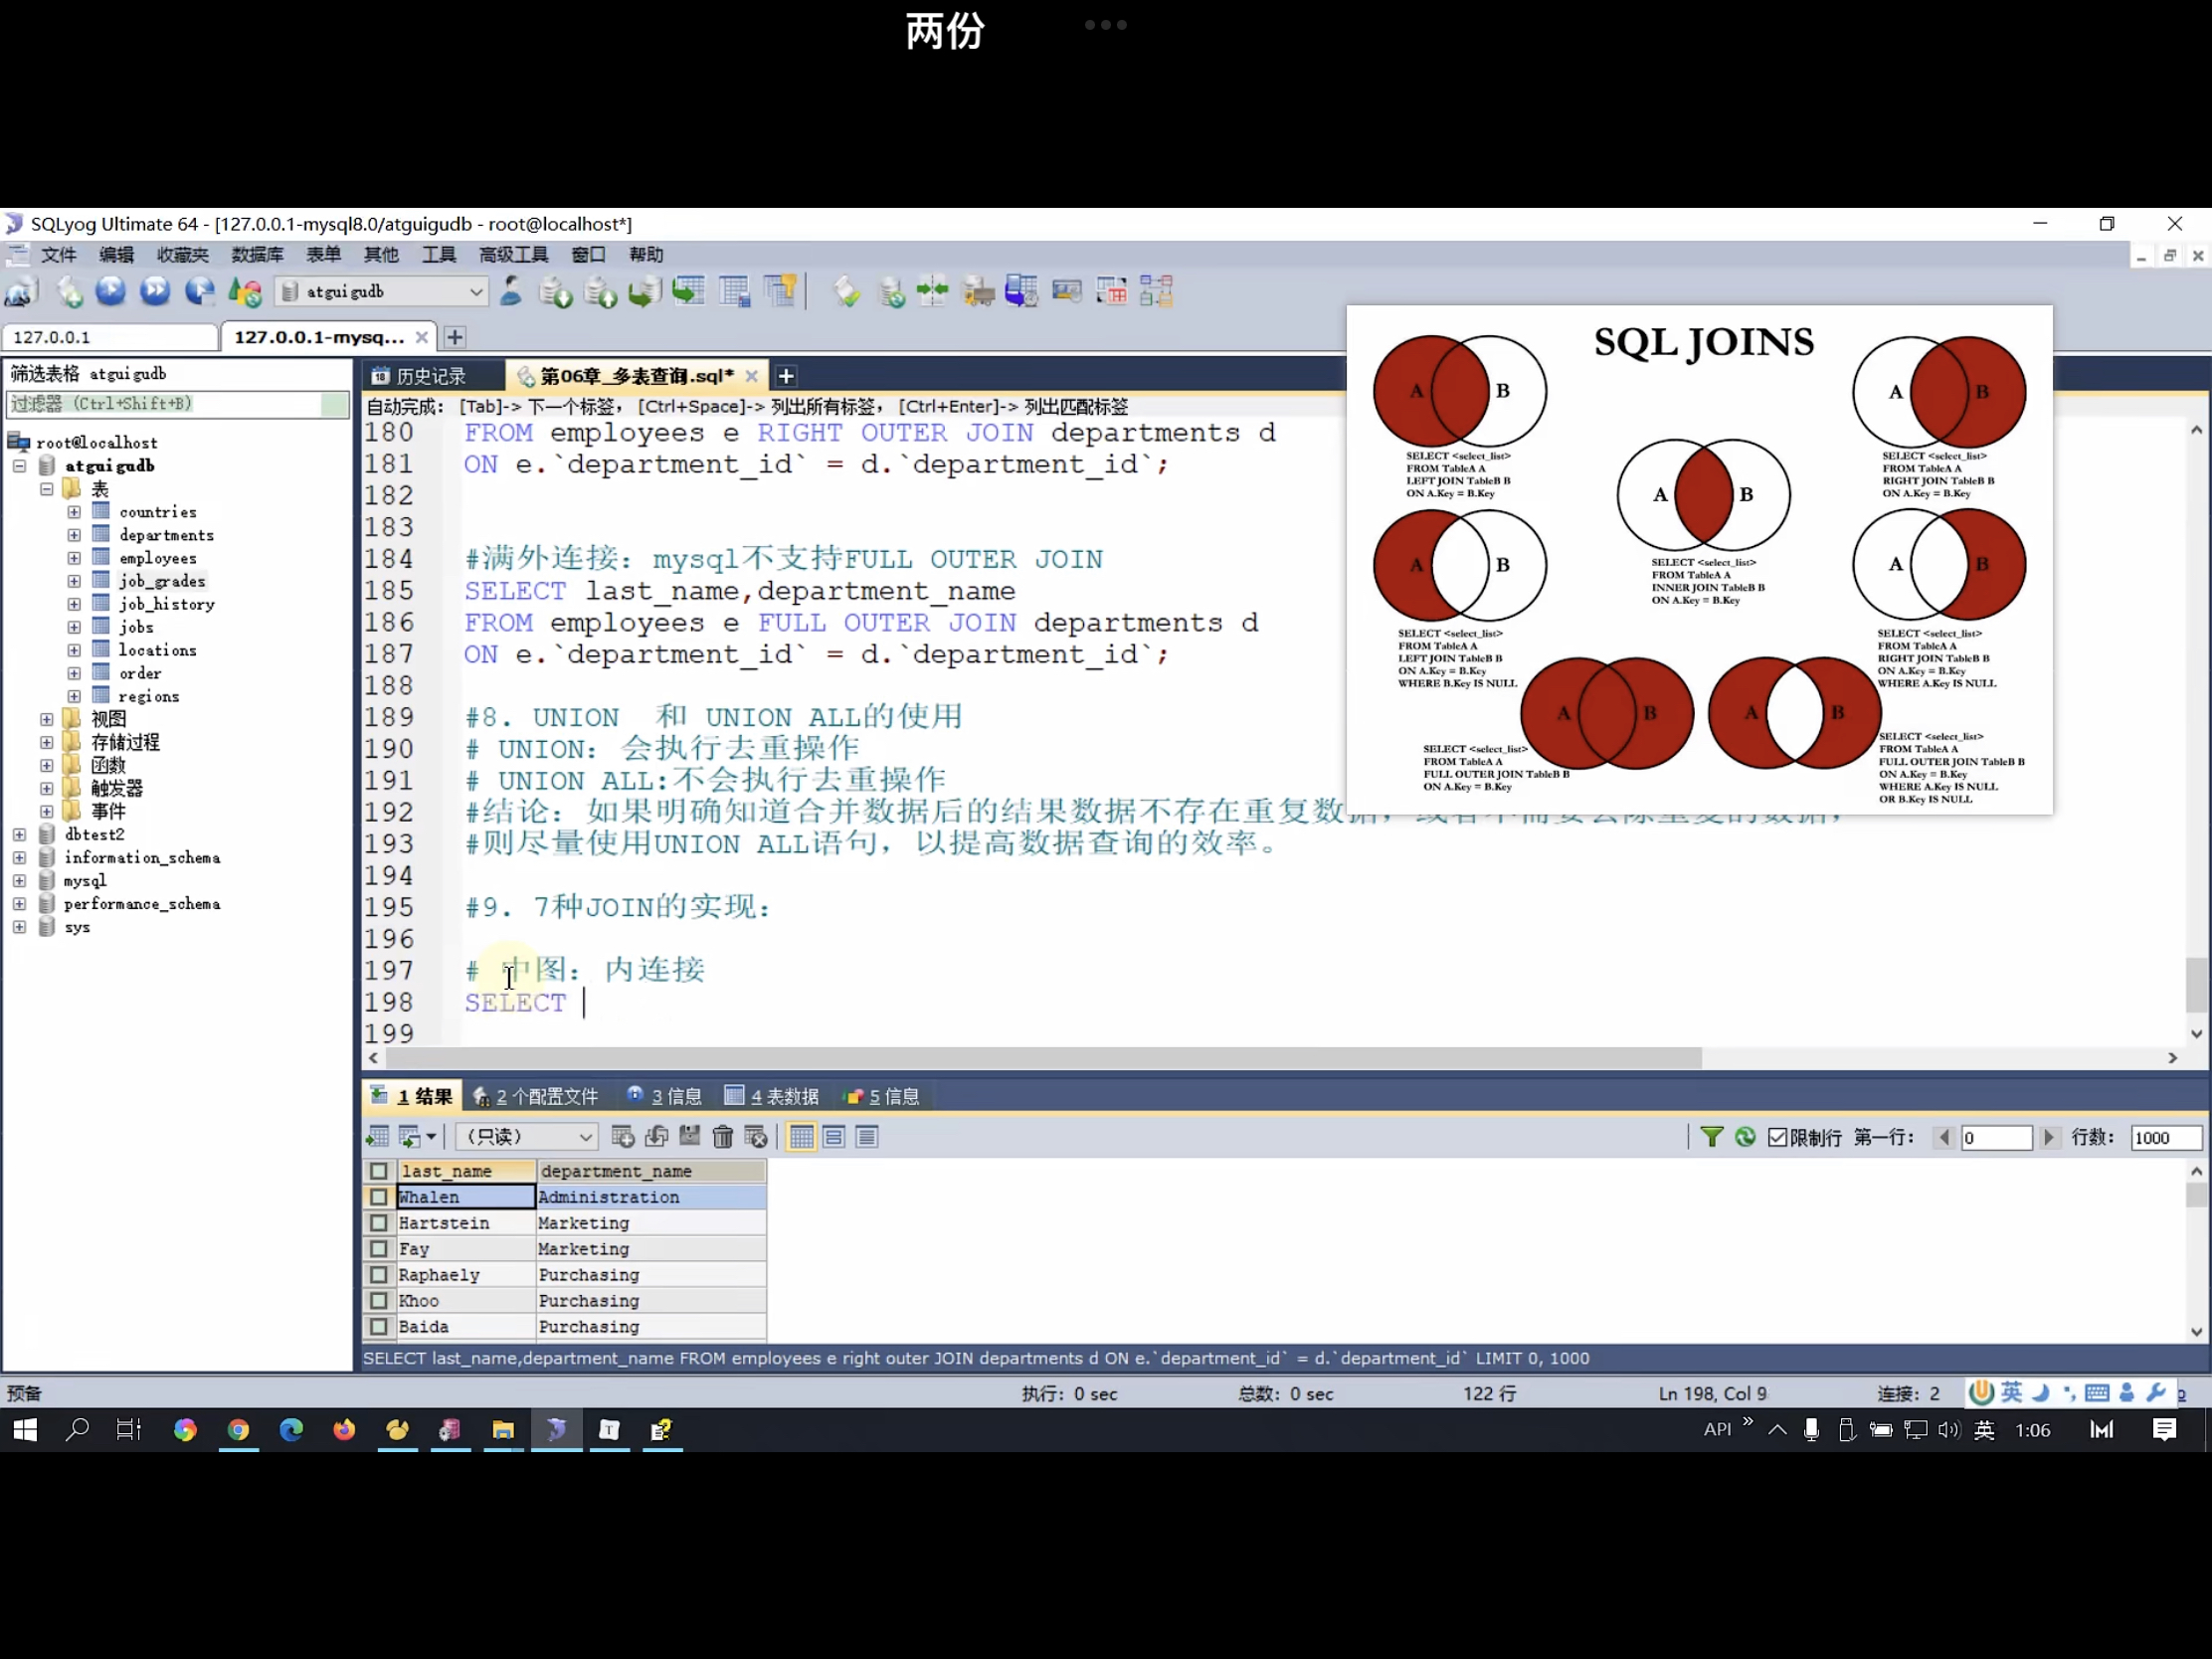 两份
SQLyog Ultimate 64 - [127.0.0.1-mysql8.0/atguigudb - root@localhost*]
文件 编辑 收藏夹 数据库 表单 其他 工具 高级工具 窗口 帮助
atguigudb
127.0.0.1
127.0.0.1-mysq...
筛选表格 atguigudb
过滤器 (Ctrl+Shift+B)
root@localhost
atguigudb
表
countries
departments
employees
job_grades
job_history
jobs
locations
order
regions
视图
存储过程
函数
触发器
事件
dbtest2
information_schema
mysql
performance_schema
sys
历史记录
第06章_多表查询.sql*
自动完成: [Tab]-> 下一个标签, [Ctrl+Space]-> 列出所有标签, [Ctrl+Enter]-> 列出匹配标签
180 FROM employees e RIGHT OUTER JOIN departments d
181 ON e.`department_id` = d.`department_id`;
182
183
184 #满外连接：mysql不支持FULL OUTER JOIN
185 SELECT last_name,department_name
186 FROM employees e FULL OUTER JOIN departments d
187 ON e.`department_id` = d.`department_id`;
188
189 #8. UNION 和 UNION ALL的使用
190 # UNION：会执行去重操作
191 # UNION ALL:不会执行去重操作
192 #结论：如果明确知道合并数据后的结果数据不存在重复数据，或者不需要去除重复的数据，
193 #则尽量使用UNION ALL语句，以提高数据查询的效率。
194
195 #9. 7种JOIN的实现：
196
197 # 中图：内连接
198 SELECT
199
SQL JOINS
A B
SELECT <select_list>
FROM TableA A
LEFT JOIN TableB B
ON A.Key = B.Key
A B
SELECT <select_list>
FROM TableA A
RIGHT JOIN TableB B
ON A.Key = B.Key
A B
SELECT <select_list>
FROM TableA A
INNER JOIN TableB B
ON A.Key = B.Key
A B
SELECT <select_list>
FROM TableA A
LEFT JOIN TableB B
ON A.Key = B.Key
WHERE B.Key IS NULL
A B
SELECT <select_list>
FROM TableA A
RIGHT JOIN TableB B
ON A.Key = B.Key
WHERE A.Key IS NULL
A B
SELECT <select_list>
FROM TableA A
FULL OUTER JOIN TableB B
ON A.Key = B.Key
A B
SELECT <select_list>
FROM TableA A
FULL OUTER JOIN TableB B
ON A.Key = B.Key
WHERE A.Key IS NULL
OR B.Key IS NULL
1 结果 2 个配置文件 3 信息 4 表数据 5 信息
(只读)
限制行 第一行: 0 行数: 1000
last_name department_name
Whalen Administration
Hartstein Marketing
Fay Marketing
Raphaely Purchasing
Khoo Purchasing
Baida Purchasing
SELECT last_name,department_name FROM employees e right outer JOIN departments d ON e.`department_id` = d.`department_id` LIMIT 0, 1000
预备 执行: 0 sec 总数: 0 sec 122 行 Ln 198, Col 9 连接: 2 英
API 英 1:06